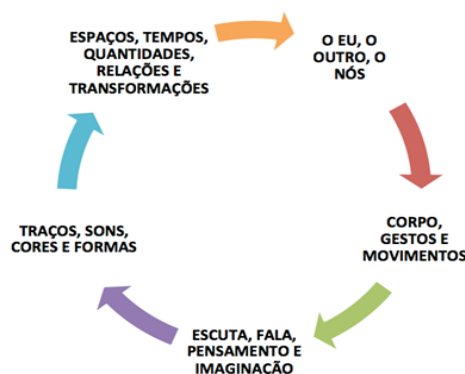 ESPAÇOS, TEMPOS,
QUANTIDADES,
RELAÇÕES E
TRANSFORMAÇÕES
O EU, O
OUTRO, O
NÓS
CORPO,
GESTOS E
MOVIMENTOS
ESCUTA, FALA,
PENSAMENTO E
IMAGINAÇÃO
TRAÇOS, SONS,
CORES E FORMAS